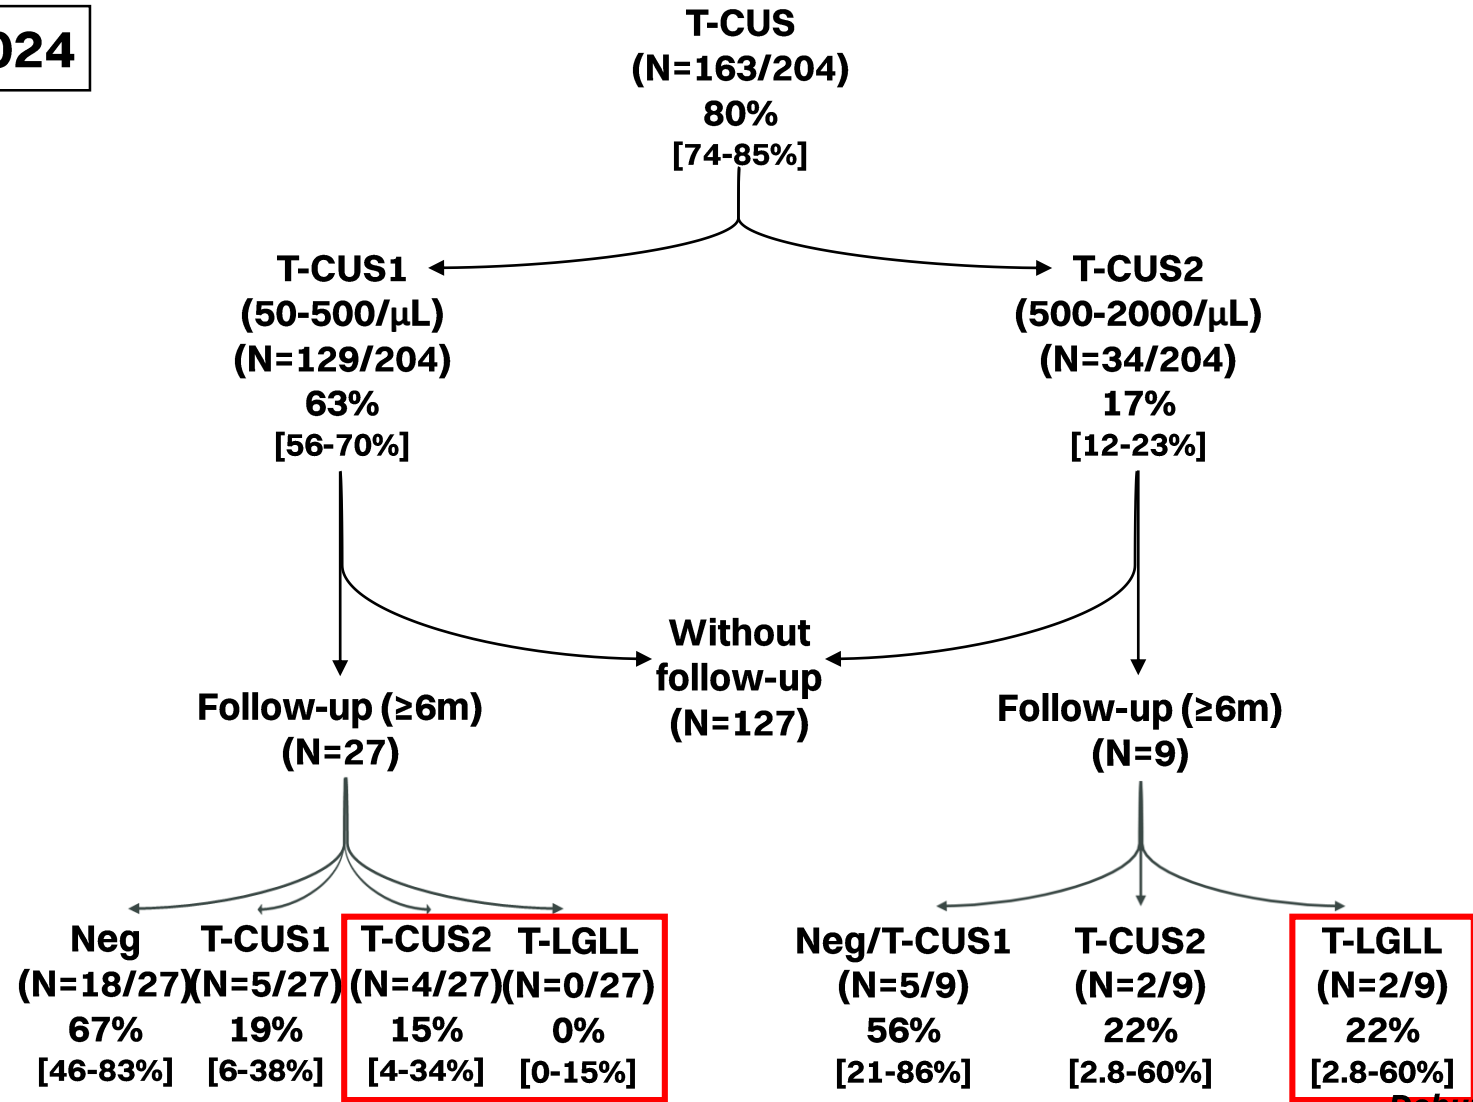 024
T-CUS
(N=163/204)
80%
[74-85%]
T-CUS1
(50-500/µL)
(N=129/204)
63%
[56-70%]
T-CUS2
(500-2000/µL)
(N=34/204)
17%
[12-23%]
Without
follow-up
(N=127)
Follow-up (≥6m)
(N=27)
Follow-up (≥6m)
(N=9)
Neg
(N=18/27)
67%
[46-83%]
T-CUS1
(N=5/27)
19%
[6-38%]
T-CUS2
(N=4/27)
15%
[4-34%]
T-LGLL
(N=0/27)
0%
[0-15%]
Neg/T-CUS1
(N=5/9)
56%
[21-86%]
T-CUS2
(N=2/9)
22%
[2.8-60%]
T-LGLL
(N=2/9)
22%
[2.8-60%]